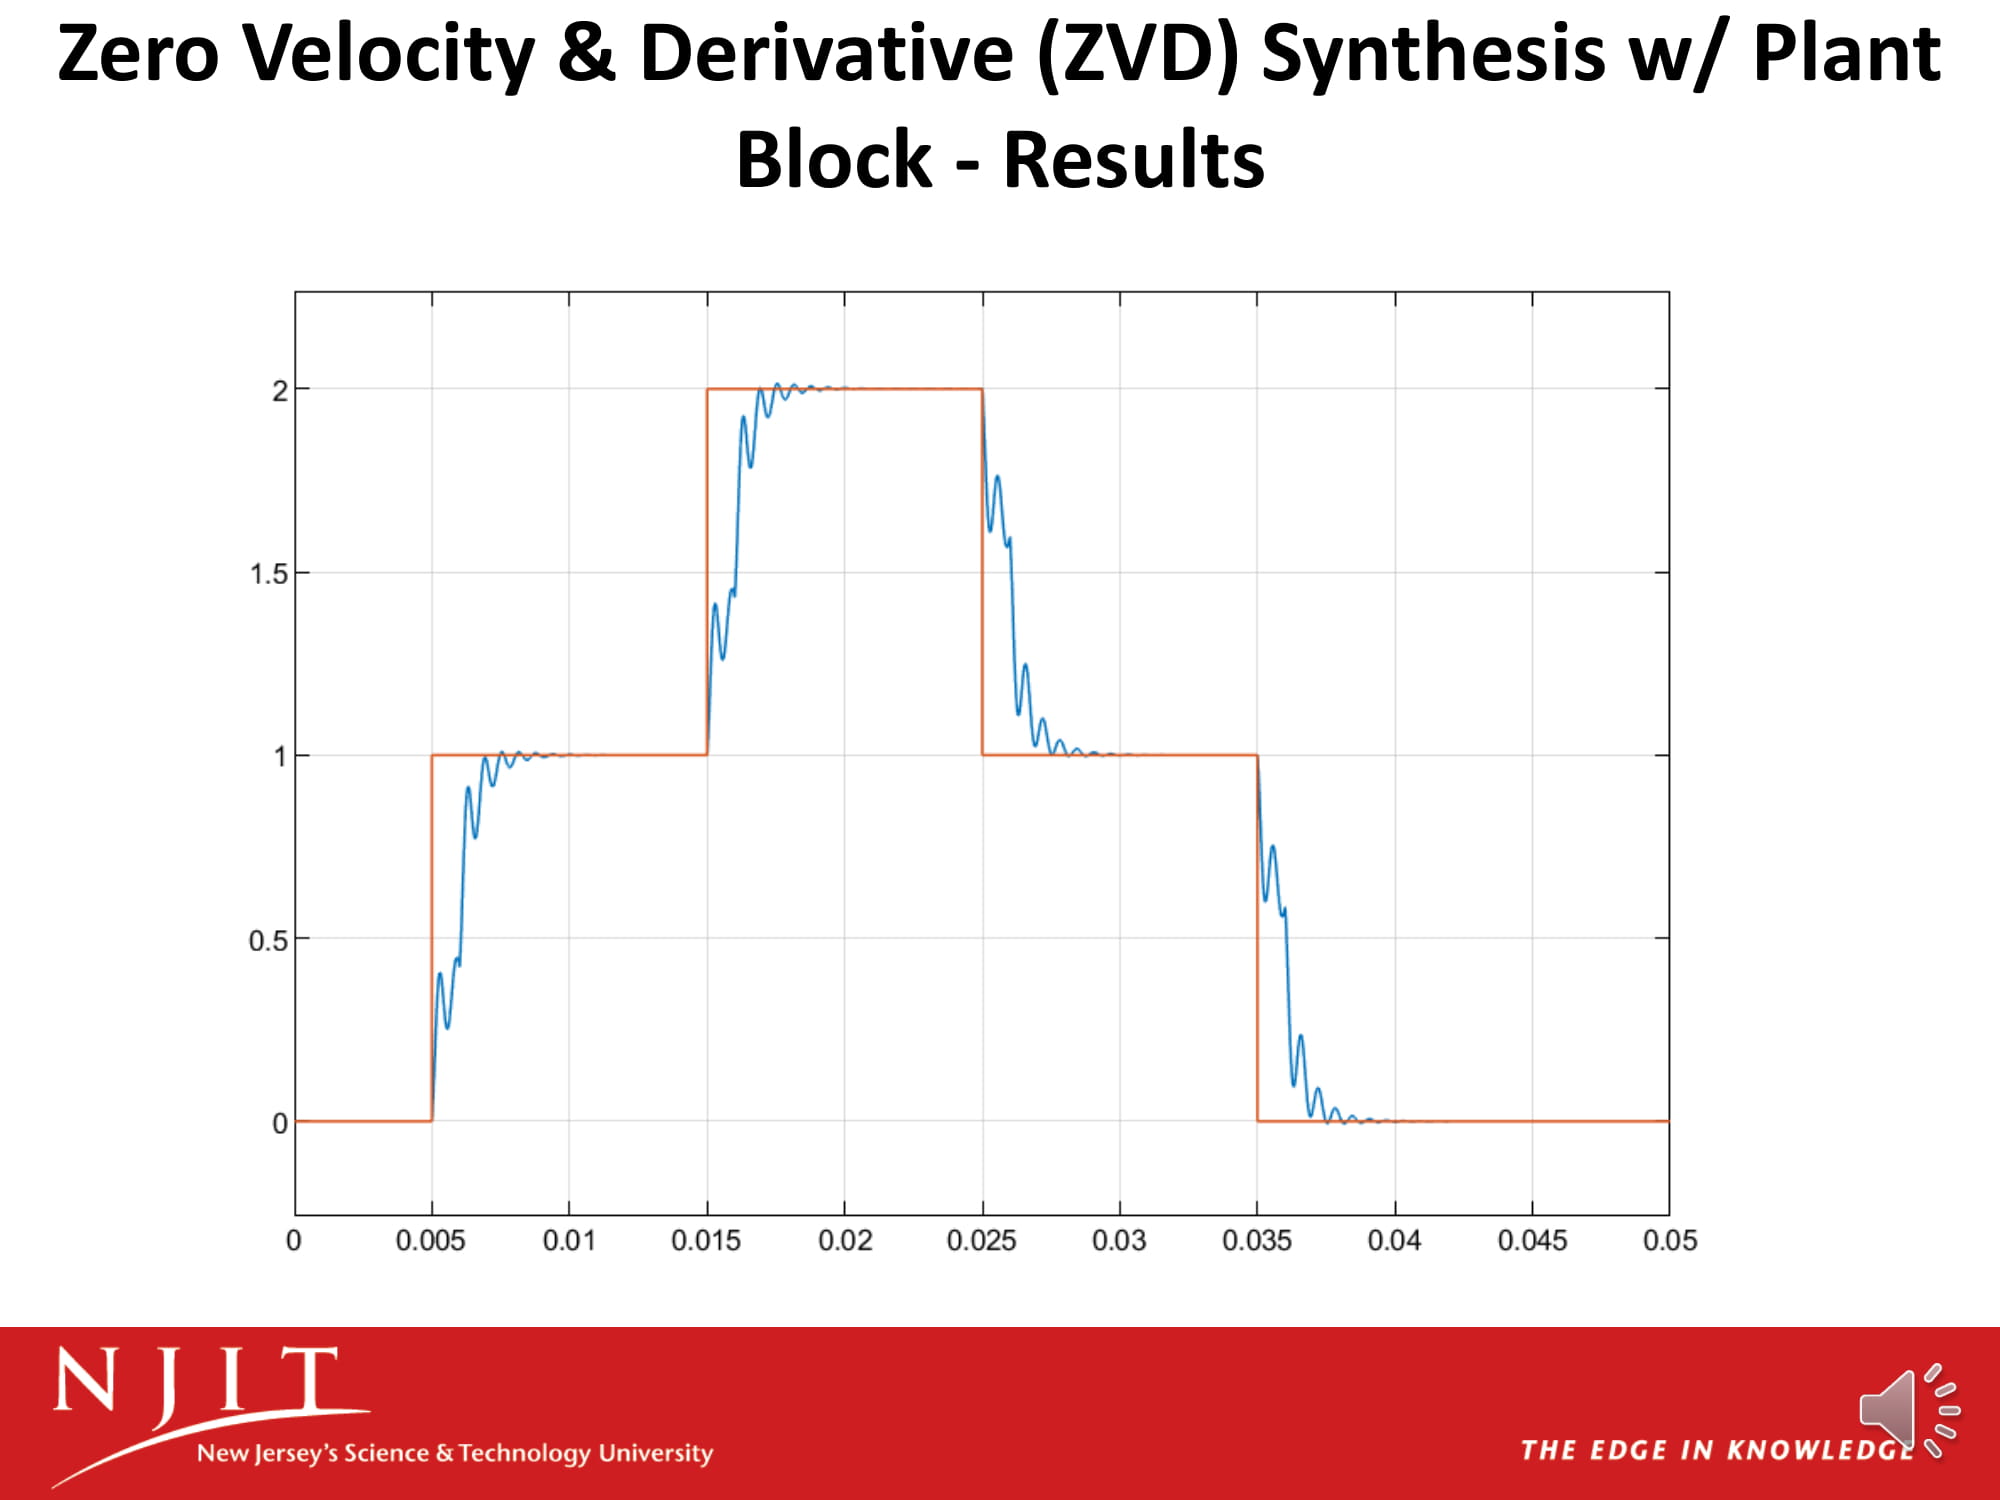 Zero Velocity & Derivative (ZVD) Synthesis w/ Plant
Block - Results
2
1.5
1
0.5
0
0 0.005 0.01 0.015 0.02 0.025 0.03 0.035 0.04 0.045 0.05
NJIT
New Jersey's Science & Technology University
THE EDGE IN KNOWLEDGE